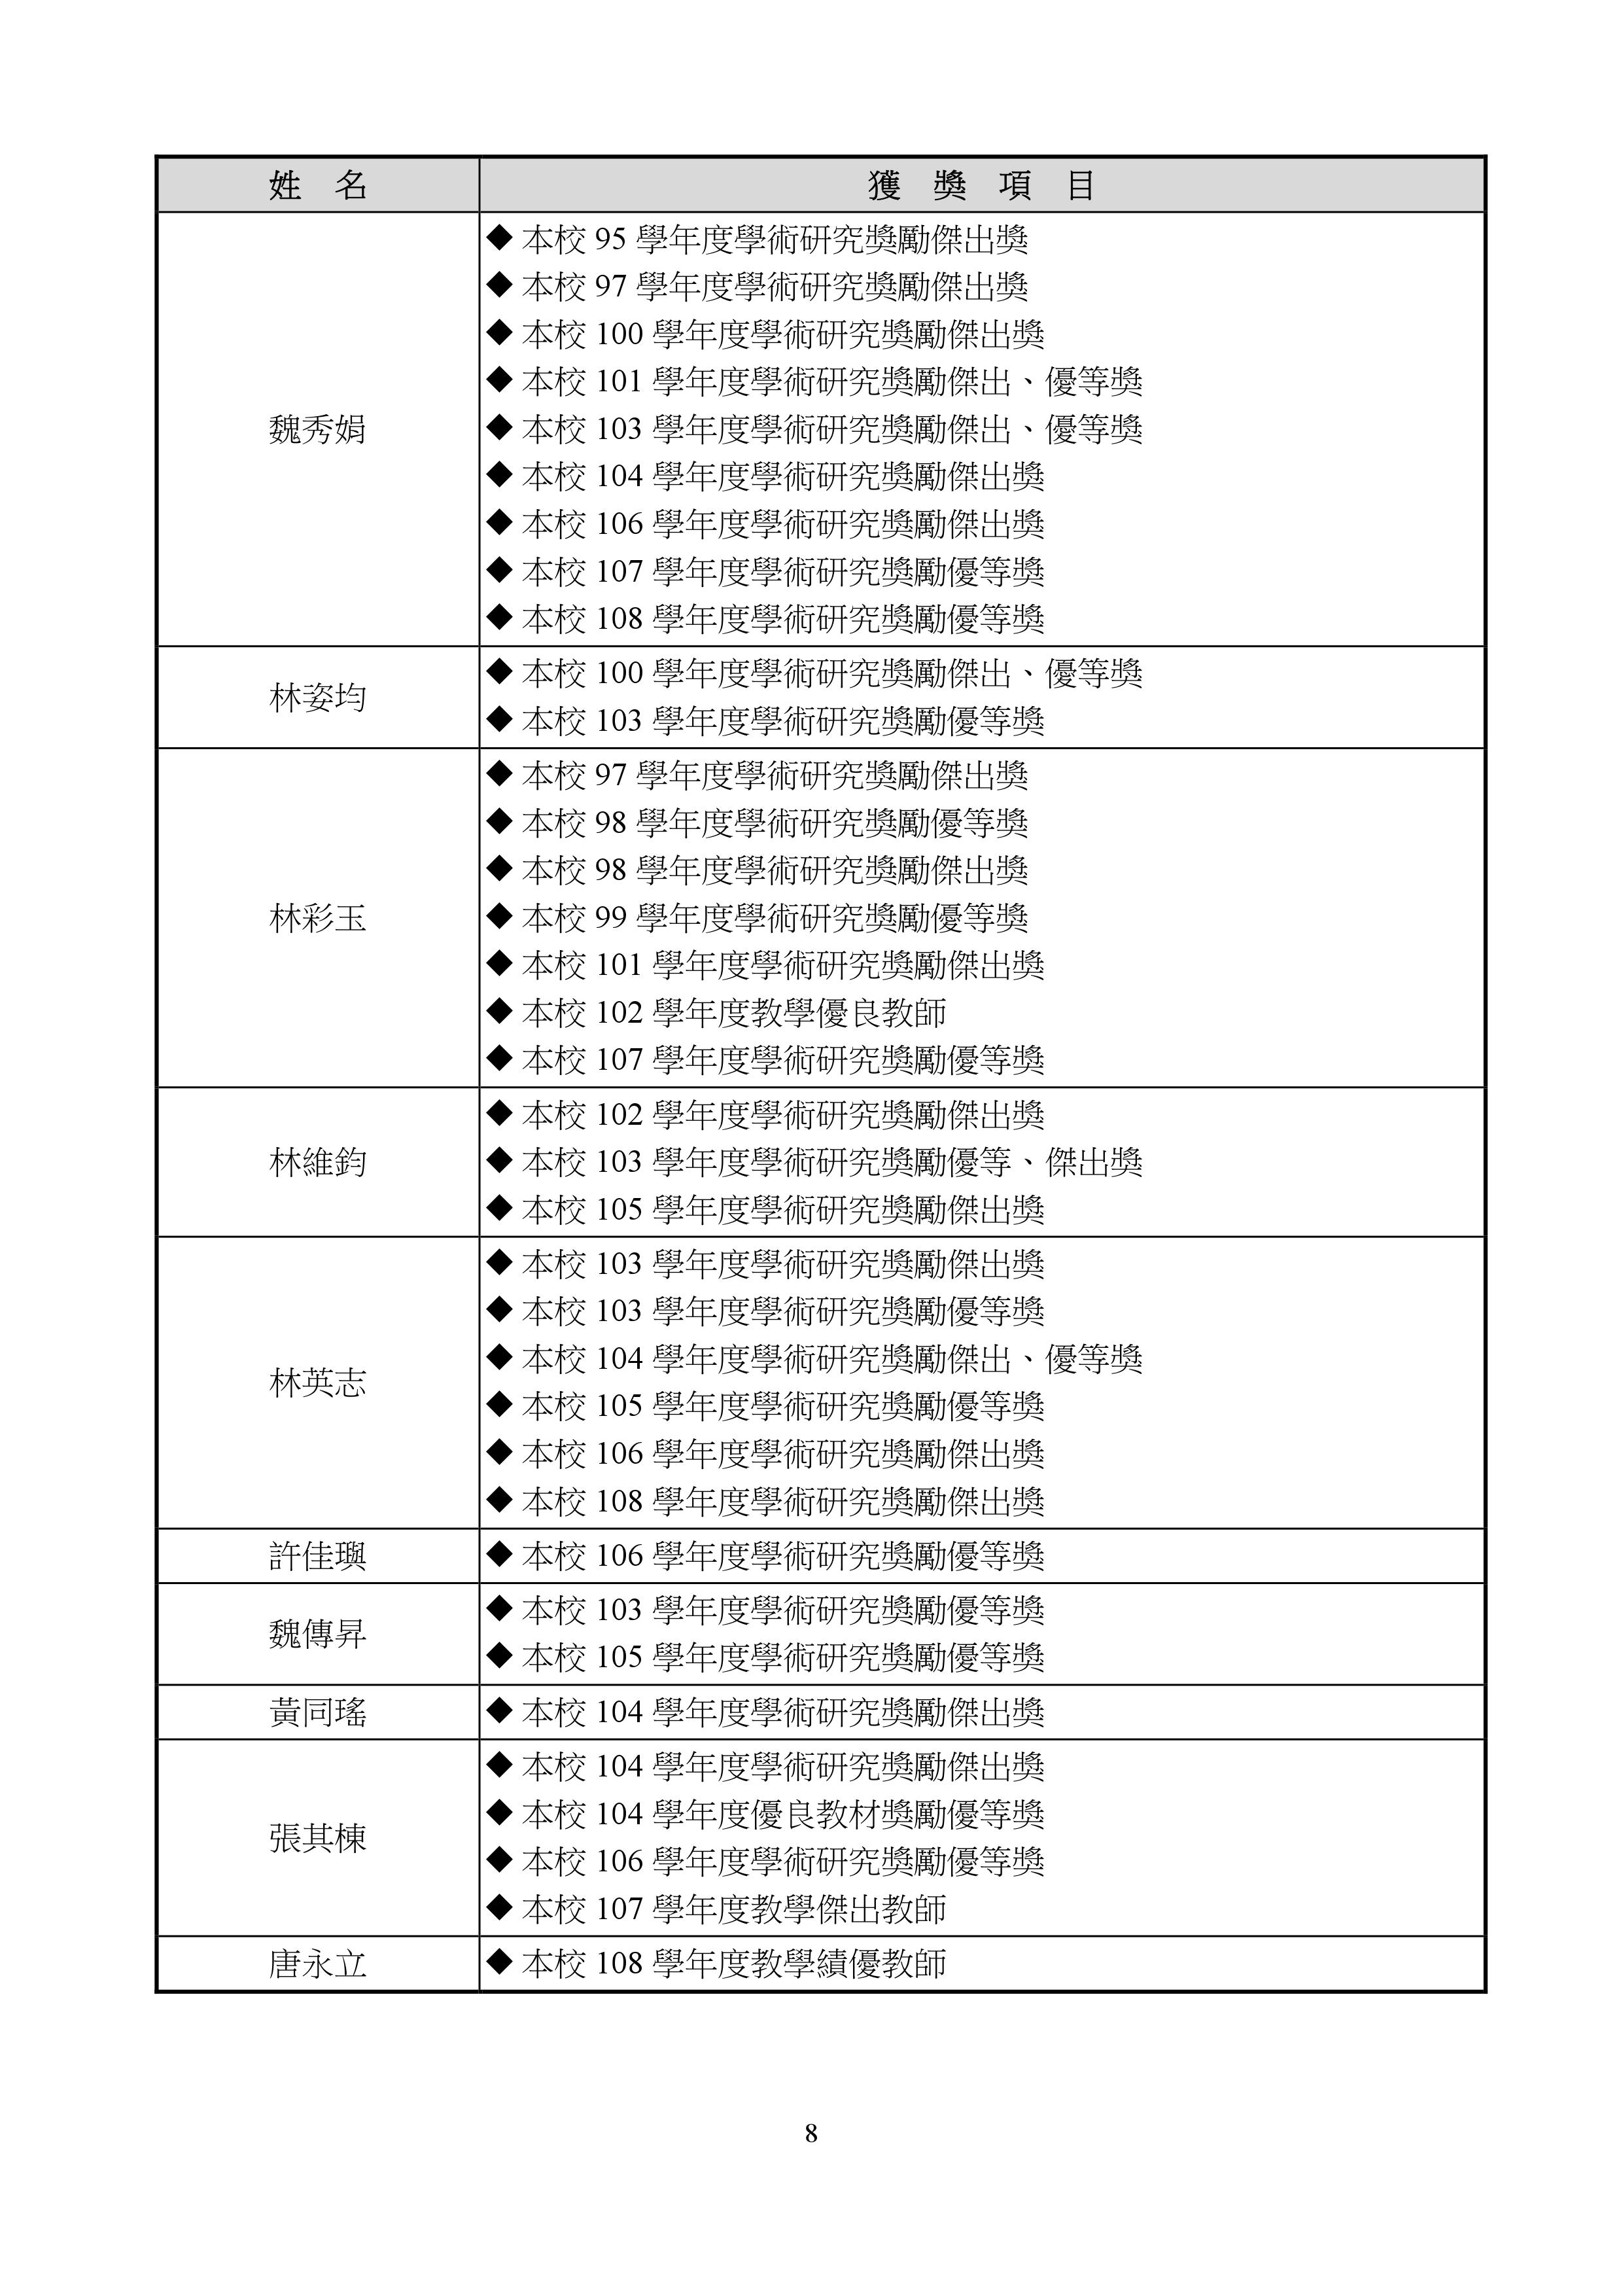 姓 名 獲 獎 項 目
魏秀娟
◆ 本校 95 學年度學術研究獎勵傑出獎
◆ 本校 97 學年度學術研究獎勵傑出獎
◆ 本校 100 學年度學術研究獎勵傑出獎
◆ 本校 101 學年度學術研究獎勵傑出、優等獎
◆ 本校 103 學年度學術研究獎勵傑出、優等獎
◆ 本校 104 學年度學術研究獎勵傑出獎
◆ 本校 106 學年度學術研究獎勵傑出獎
◆ 本校 107 學年度學術研究獎勵優等獎
◆ 本校 108 學年度學術研究獎勵優等獎
林姿均
◆ 本校 100 學年度學術研究獎勵傑出、優等獎
◆ 本校 103 學年度學術研究獎勵優等獎
林彩玉
◆ 本校 97 學年度學術研究獎勵傑出獎
◆ 本校 98 學年度學術研究獎勵優等獎
◆ 本校 98 學年度學術研究獎勵傑出獎
◆ 本校 99 學年度學術研究獎勵優等獎
◆ 本校 101 學年度學術研究獎勵傑出獎
◆ 本校 102 學年度教學優良教師
◆ 本校 107 學年度學術研究獎勵優等獎
林維鈞
◆ 本校 102 學年度學術研究獎勵傑出獎
◆ 本校 103 學年度學術研究獎勵優等、傑出獎
◆ 本校 105 學年度學術研究獎勵傑出獎
林英志
◆ 本校 103 學年度學術研究獎勵傑出獎
◆ 本校 103 學年度學術研究獎勵優等獎
◆ 本校 104 學年度學術研究獎勵傑出、優等獎
◆ 本校 105 學年度學術研究獎勵優等獎
◆ 本校 106 學年度學術研究獎勵傑出獎
◆ 本校 108 學年度學術研究獎勵傑出獎
許佳璵
◆ 本校 106 學年度學術研究獎勵優等獎
魏傳昇
◆ 本校 103 學年度學術研究獎勵優等獎
◆ 本校 105 學年度學術研究獎勵優等獎
黃同瑤
◆ 本校 104 學年度學術研究獎勵傑出獎
張其棟
◆ 本校 104 學年度學術研究獎勵傑出獎
◆ 本校 104 學年度優良教材獎勵優等獎
◆ 本校 106 學年度學術研究獎勵優等獎
◆ 本校 107 學年度教學傑出教師
唐永立
◆ 本校 108 學年度教學績優教師
8